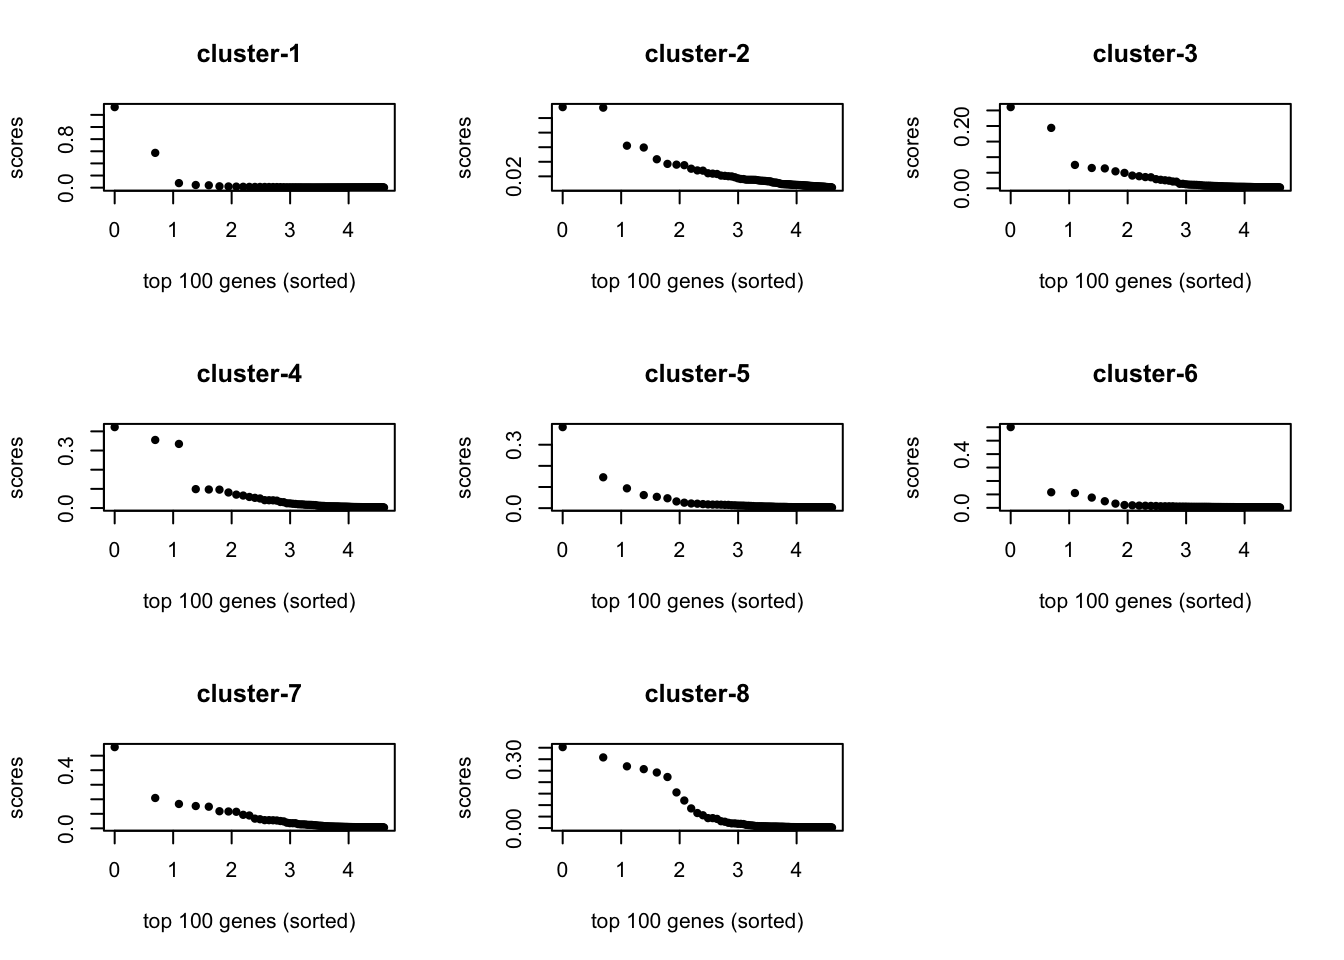 cluster-1
scores
0.8
0.0
0 1 2 3 4
top 100 genes (sorted)
cluster-2
scores
0.02
0 1 2 3 4
top 100 genes (sorted)
cluster-3
scores
0.20
0.00
0 1 2 3 4
top 100 genes (sorted)
cluster-4
scores
0.3
0.0
0 1 2 3 4
top 100 genes (sorted)
cluster-5
scores
0.3
0.0
0 1 2 3 4
top 100 genes (sorted)
cluster-6
scores
0.4
0.0
0 1 2 3 4
top 100 genes (sorted)
cluster-7
scores
0.4
0.0
0 1 2 3 4
top 100 genes (sorted)
cluster-8
scores
0.30
0.00
0 1 2 3 4
top 100 genes (sorted)